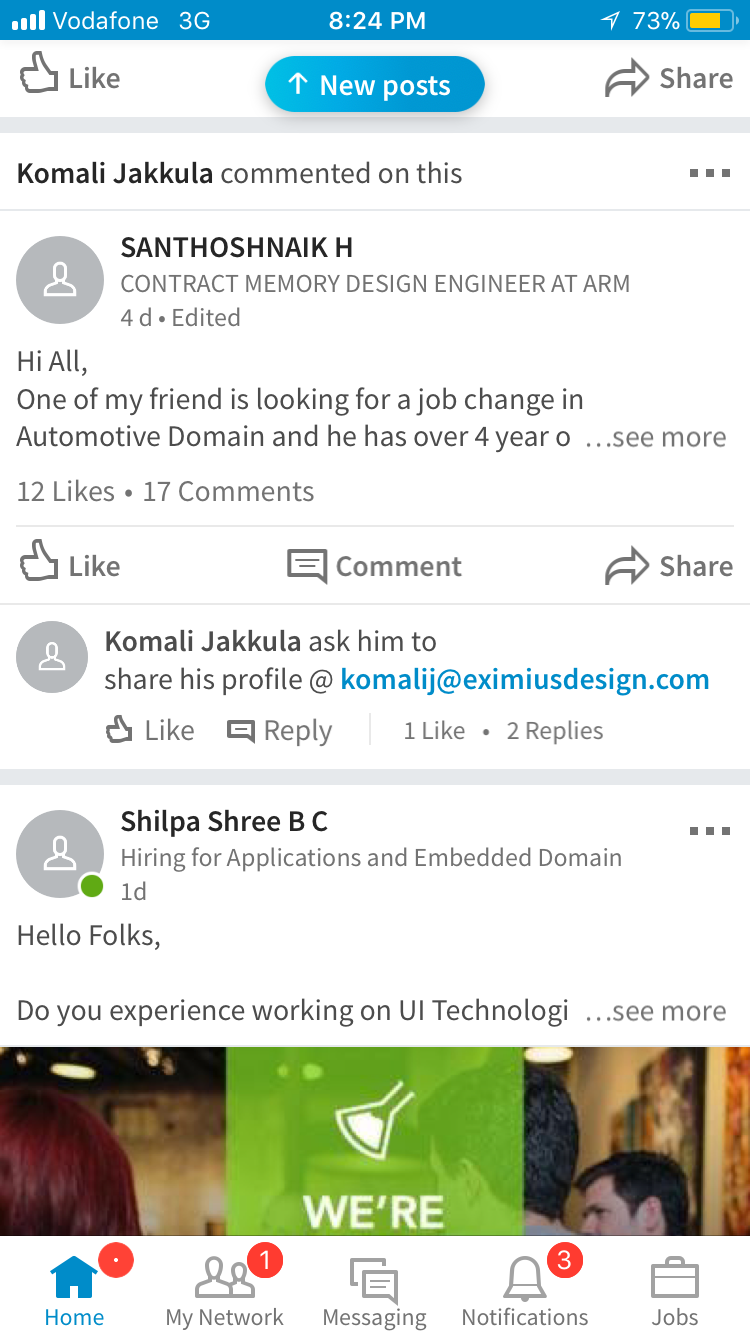 Vodafone 3G 8:24 PM 73%
Like ↑ New posts Share
Komali Jakkula commented on this
SANTHOSHNAIK H
CONTRACT MEMORY DESIGN ENGINEER AT ARM
4 d • Edited
Hi All,
One of my friend is looking for a job change in
Automotive Domain and he has over 4 year o ...see more
12 Likes • 17 Comments
Like Comment Share
Komali Jakkula ask him to
share his profile @ komalij@eximiusdesign.com
Like Reply 1 Like • 2 Replies
Shilpa Shree B C
Hiring for Applications and Embedded Domain
1d
Hello Folks,
Do you experience working on UI Technologi ...see more
WE'RE
1 3
Home My Network Messaging Notifications Jobs